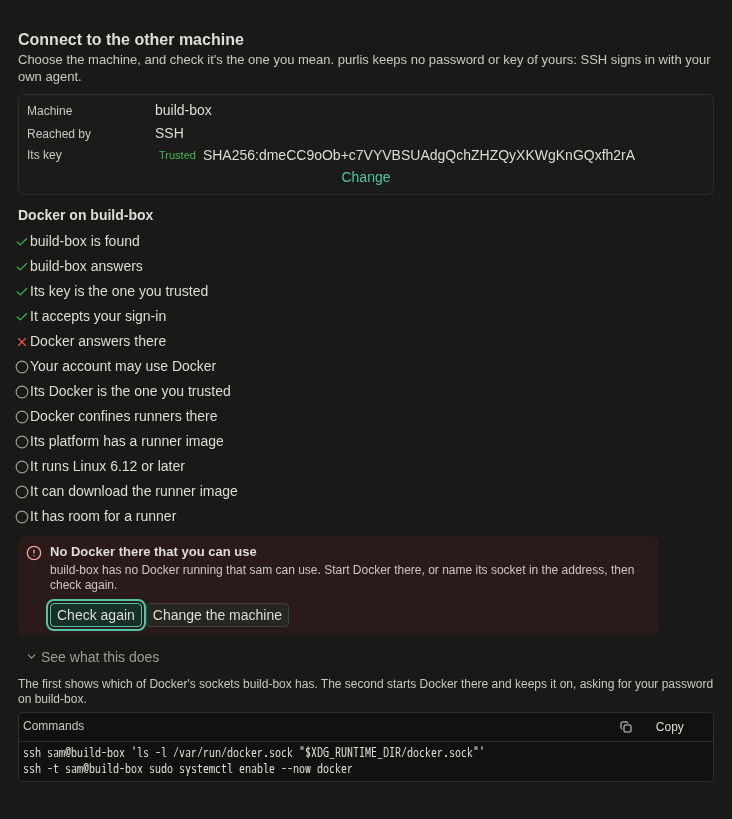 Connect to the other machine
Choose the machine, and check it's the one you mean. purlis keeps no password or key of yours: SSH signs in with your
own agent.
Machine build-box
Reached by SSH
Its key Trusted SHA256:dmeCC9oOb+c7VYVBSUAdgQchZHZQyXKWgKnGQxfh2rA
Change
Docker on build-box
build-box is found
build-box answers
Its key is the one you trusted
It accepts your sign-in
Docker answers there
Your account may use Docker
Its Docker is the one you trusted
Docker confines runners there
Its platform has a runner image
It runs Linux 6.12 or later
It can download the runner image
It has room for a runner
No Docker there that you can use
build-box has no Docker running that sam can use. Start Docker there, or name its socket in the address, then
check again.
Check again Change the machine
See what this does
The first shows which of Docker's sockets build-box has. The second starts Docker there and keeps it on, asking for your password
on build-box.
Commands Copy
ssh sam@build-box 'ls -l /var/run/docker.sock "$XDG_RUNTIME_DIR/docker.sock"'
ssh -t sam@build-box sudo systemctl enable --now docker